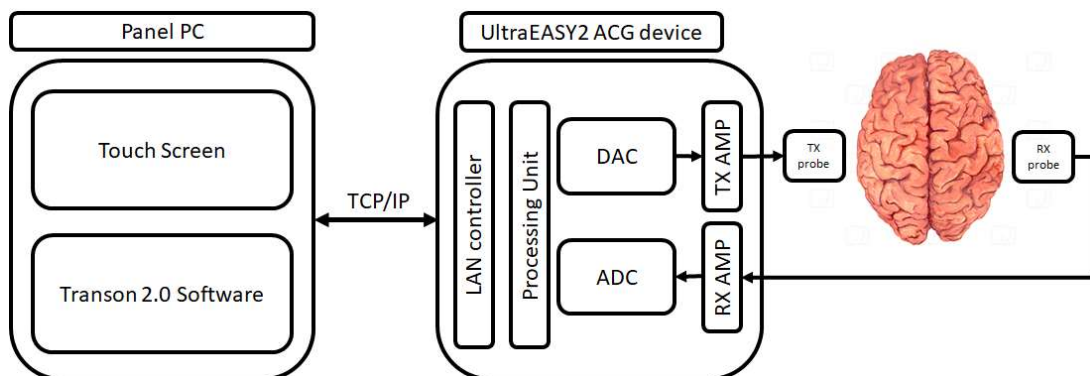 Panel PC
UltraEASY2 ACG device
Touch Screen
Transon 2.0 Software
TCP/IP
LAN controller
Processing Unit
DAC
TX AMP
TX
probe
RX
probe
ADC
RX AMP